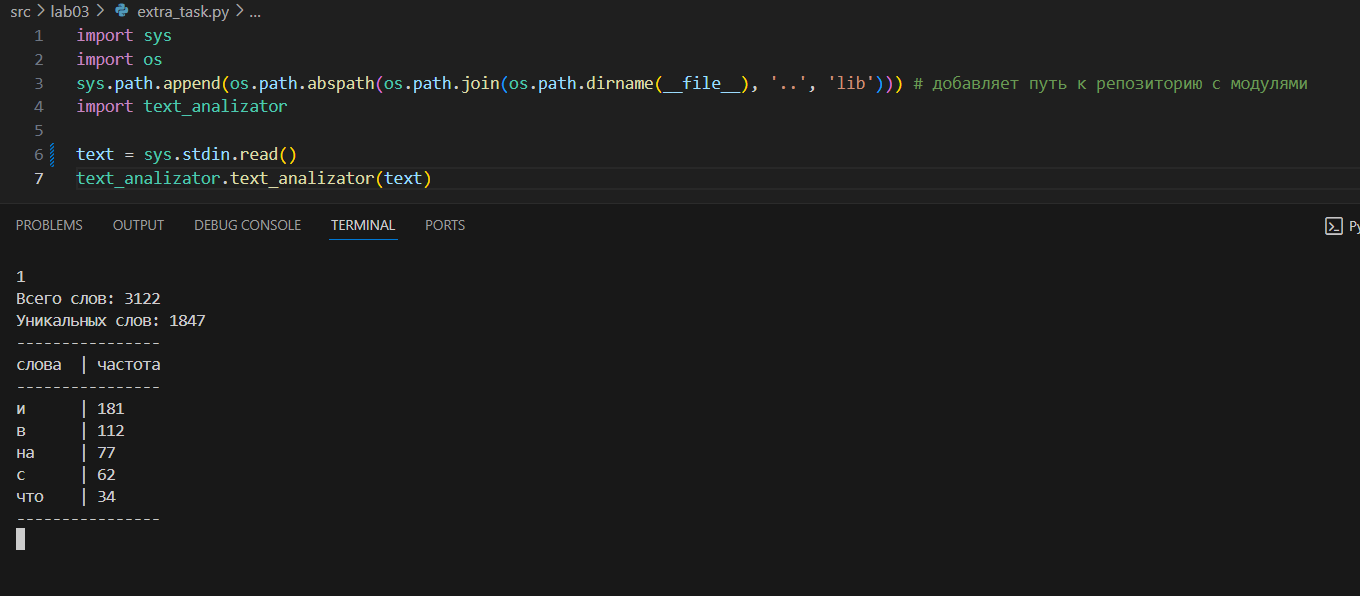 src > lab03 > extra_task.py > ...
1 import sys
2 import os
3 sys.path.append(os.path.abspath(os.path.join(os.path.dirname(__file__), '..', 'lib'))) # добавляет путь к репозиторию с модулями
4 import text_analizator
5
6 text = sys.stdin.read()
7 text_analizator.text_analizator(text)
PROBLEMS OUTPUT DEBUG CONSOLE TERMINAL PORTS Py
1
Всего слов: 3122
Уникальных слов: 1847
----------------
слова | частота
----------------
и | 181
в | 112
на | 77
с | 62
что | 34
----------------